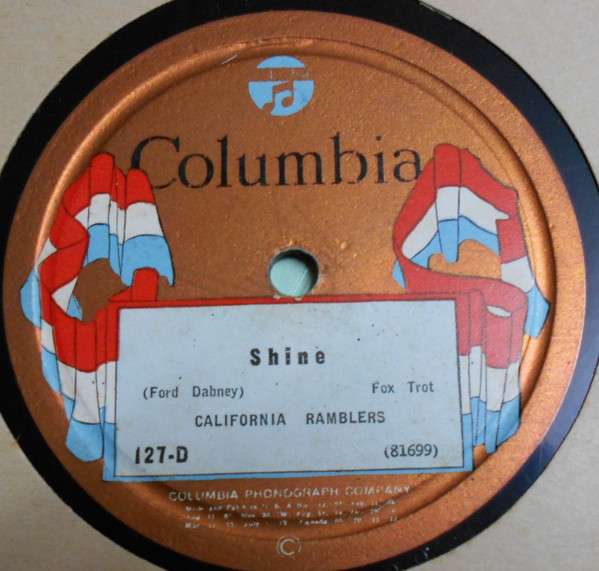 Columbia
Shine
(Ford Dabney) Fox Trot
CALIFORNIA RAMBLERS
127-D (81699)
COLUMBIA PHONOGRAPH COMPANY
©